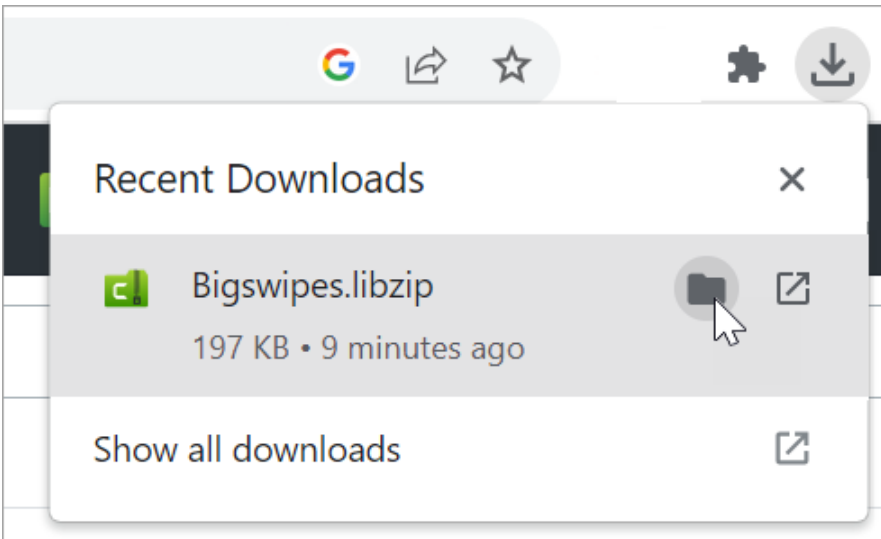 Recent Downloads
Bigswipes.libzip
197 KB • 9 minutes ago
Show all downloads